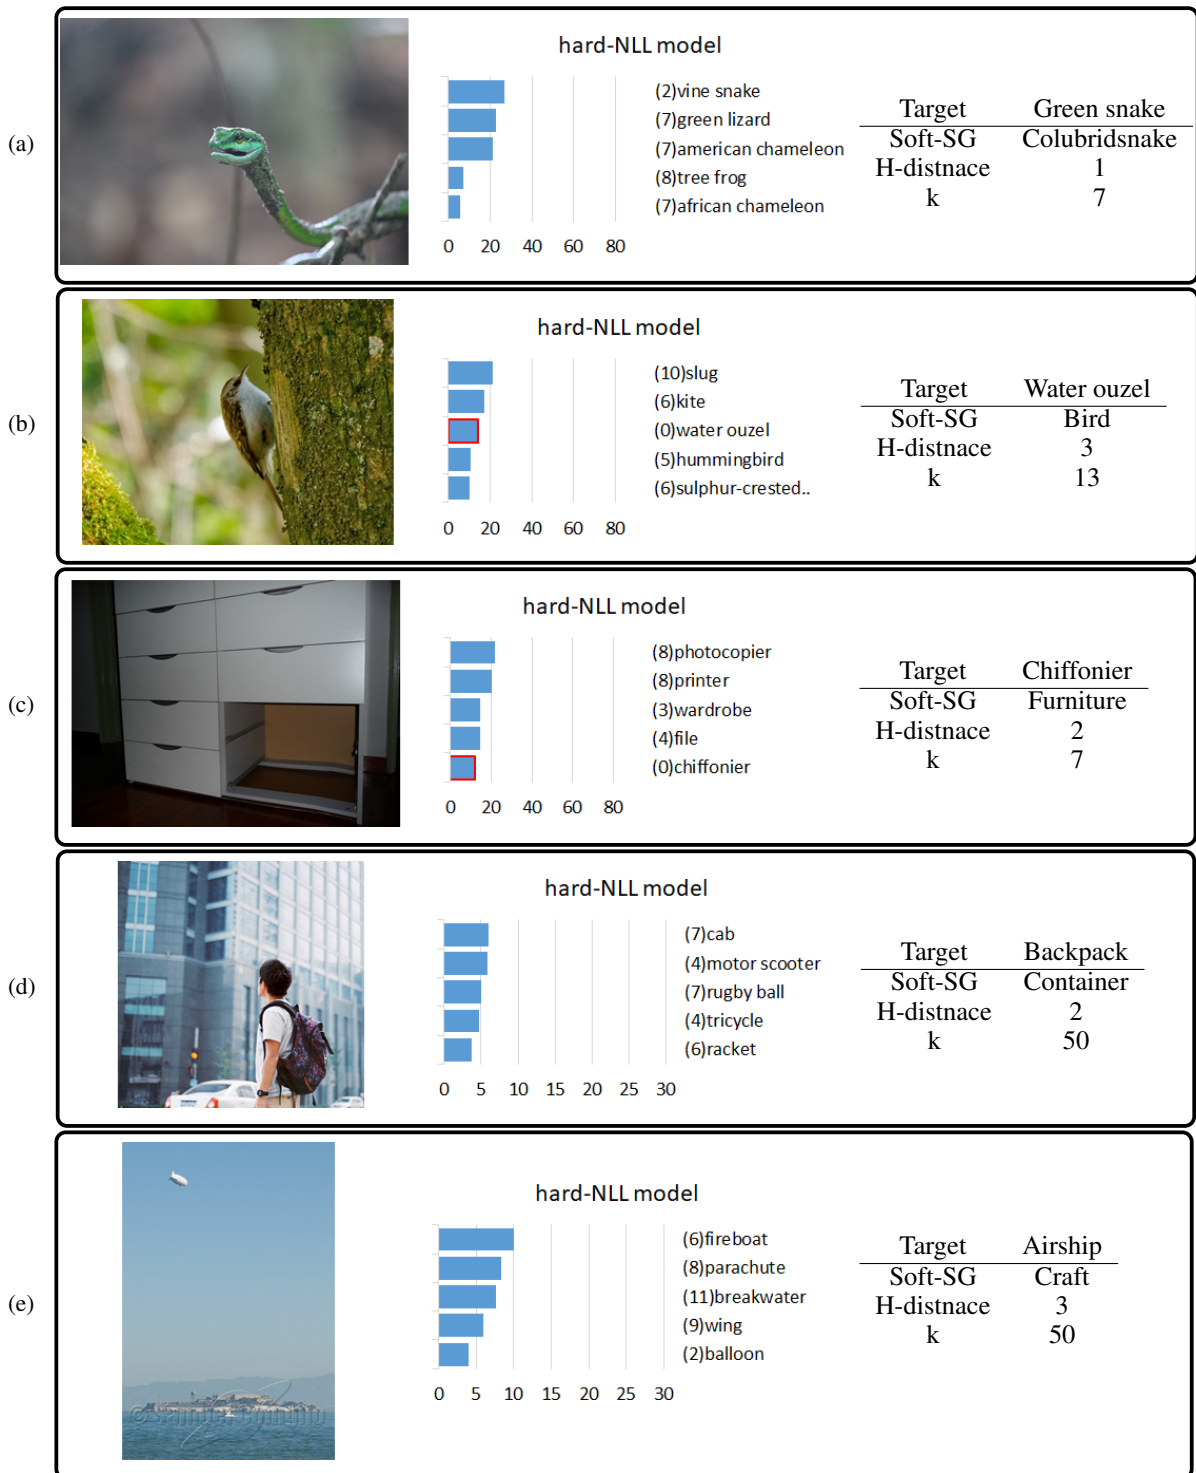 (a)
hard-NLL model
(2)vine snake
(7)green lizard
(7)american chameleon
(8)tree frog
(7)african chameleon
0 20 40 60 80
Target Green snake
Soft-SG Colubridsnake
H-distnace 1
k 7
(b)
hard-NLL model
(10)slug
(6)kite
(0)water ouzel
(5)hummingbird
(6)sulphur-crested..
0 20 40 60 80
Target Water ouzel
Soft-SG Bird
H-distnace 3
k 13
(c)
hard-NLL model
(8)photocopier
(8)printer
(3)wardrobe
(4)file
(0)chiffonier
0 20 40 60 80
Target Chiffonier
Soft-SG Furniture
H-distnace 2
k 7
(d)
hard-NLL model
(7)cab
(4)motor scooter
(7)rugby ball
(4)tricycle
(6)racket
0 5 10 15 20 25 30
Target Backpack
Soft-SG Container
H-distnace 2
k 50
(e)
hard-NLL model
(6)fireboat
(8)parachute
(11)breakwater
(9)wing
(2)balloon
0 5 10 15 20 25 30
Target Airship
Soft-SG Craft
H-distnace 3
k 50